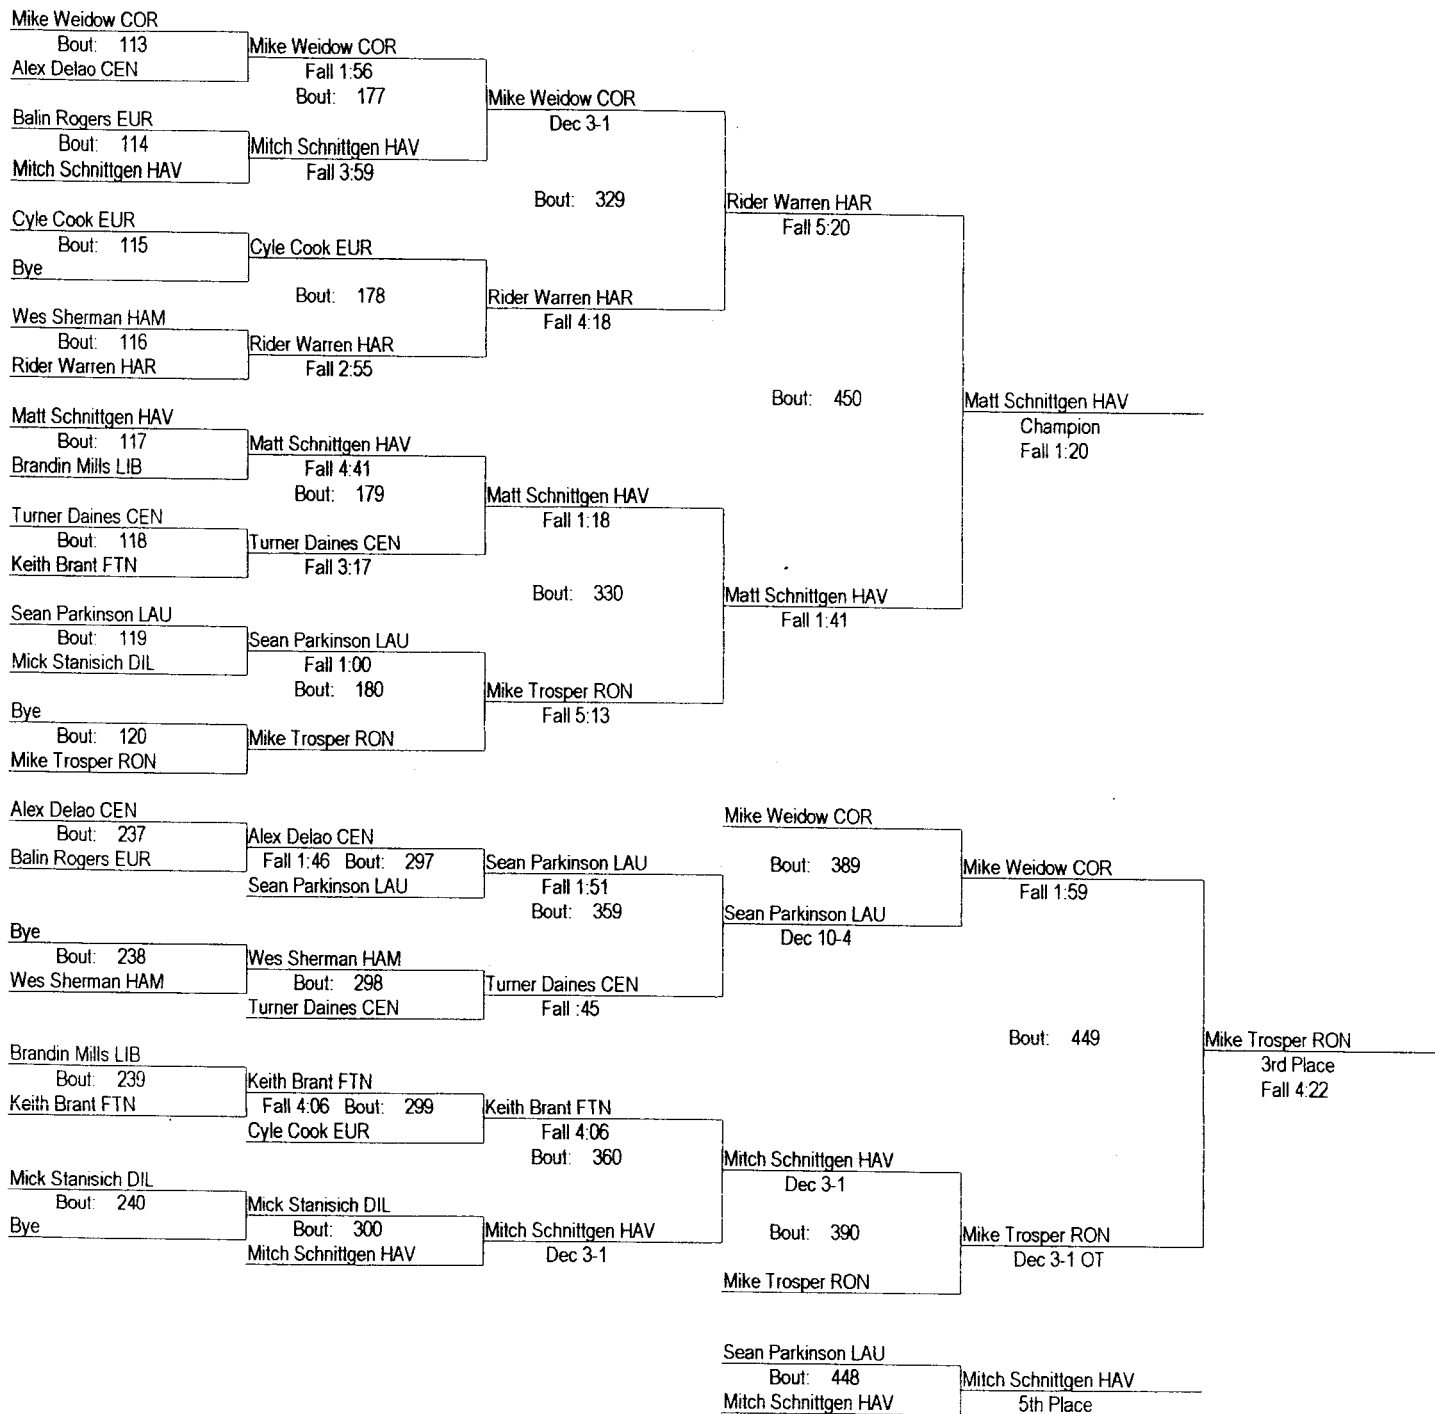 Mike Weidow COR
Bout: 113
Alex Delao CEN
Mike Weidow COR
Fall 1:56
Bout: 177
Balin Rogers EUR
Bout: 114
Mitch Schnittgen HAV
Mitch Schnittgen HAV
Fall 3:59
Mike Weidow COR
Dec 3-1
Bout: 329
Cyle Cook EUR
Bout: 115
Bye
Cyle Cook EUR
Bout: 178
Wes Sherman HAM
Bout: 116
Rider Warren HAR
Rider Warren HAR
Fall 2:55
Rider Warren HAR
Fall 4:18
Rider Warren HAR
Fall 5:20
Bout: 450
Matt Schnittgen HAV
Champion
Fall 1:20
Matt Schnittgen HAV
Bout: 117
Brandin Mills LIB
Matt Schnittgen HAV
Fall 4:41
Bout: 179
Turner Daines CEN
Bout: 118
Keith Brant FTN
Turner Daines CEN
Fall 3:17
Matt Schnittgen HAV
Fall 1:18
Bout: 330
Sean Parkinson LAU
Bout: 119
Mick Stanisich DIL
Sean Parkinson LAU
Fall 1:00
Bout: 180
Bye
Bout: 120
Mike Trosper RON
Mike Trosper RON
Mike Trosper RON
Fall 5:13
Matt Schnittgen HAV
Fall 1:41
Alex Delao CEN
Bout: 237
Balin Rogers EUR
Alex Delao CEN
Fall 1:46 Bout: 297
Sean Parkinson LAU
Sean Parkinson LAU
Fall 1:51
Bout: 359
Bye
Bout: 238
Wes Sherman HAM
Wes Sherman HAM
Bout: 298
Turner Daines CEN
Turner Daines CEN
Fall :45
Mike Weidow COR
Bout: 389
Sean Parkinson LAU
Dec 10-4
Mike Weidow COR
Fall 1:59
Bout: 449
Mike Trosper RON
3rd Place
Fall 4:22
Brandin Mills LIB
Bout: 239
Keith Brant FTN
Keith Brant FTN
Fall 4:06 Bout: 299
Cyle Cook EUR
Keith Brant FTN
Fall 4:06
Bout: 360
Mick Stanisich DIL
Bout: 240
Bye
Mick Stanisich DIL
Bout: 300
Mitch Schnittgen HAV
Mitch Schnittgen HAV
Dec 3-1
Mitch Schnittgen HAV
Dec 3-1
Bout: 390
Mike Trosper RON
Mike Trosper RON
Dec 3-1 OT
Sean Parkinson LAU
Bout: 448
Mitch Schnittgen HAV
Mitch Schnittgen HAV
5th Place